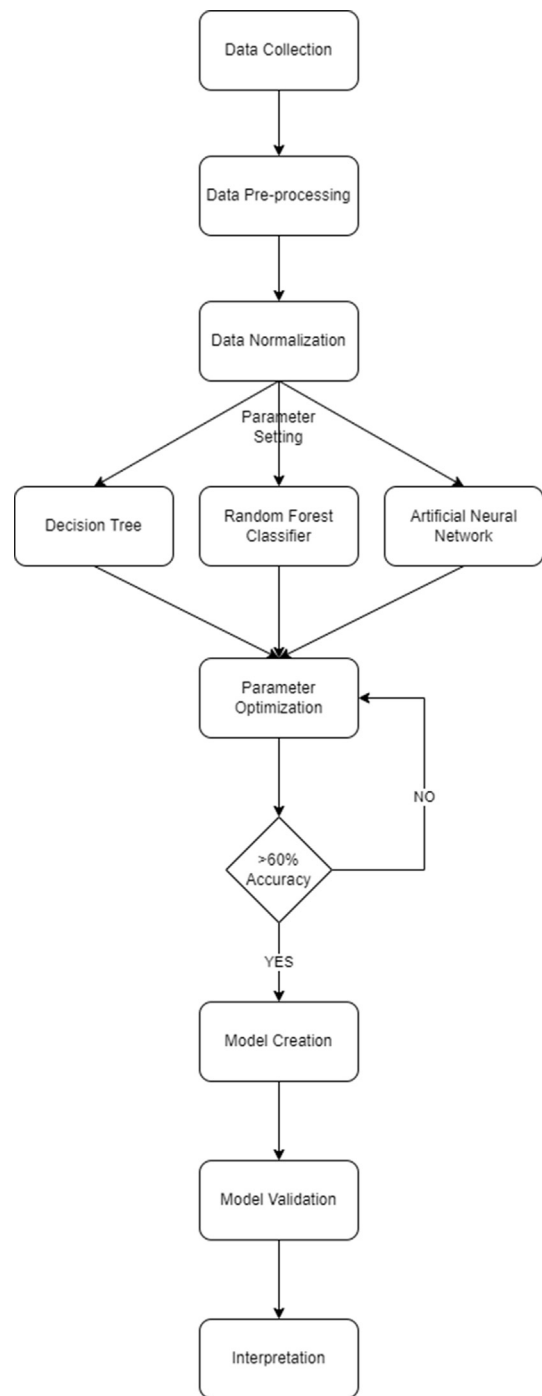 Data Collection
Data Pre-processing
Data Normalization
Parameter
Setting
Decision Tree
Random Forest
Classifier
Artificial Neural
Network
Parameter
Optimization
NO
>60%
Accuracy
YES
Model Creation
Model Validation
Interpretation